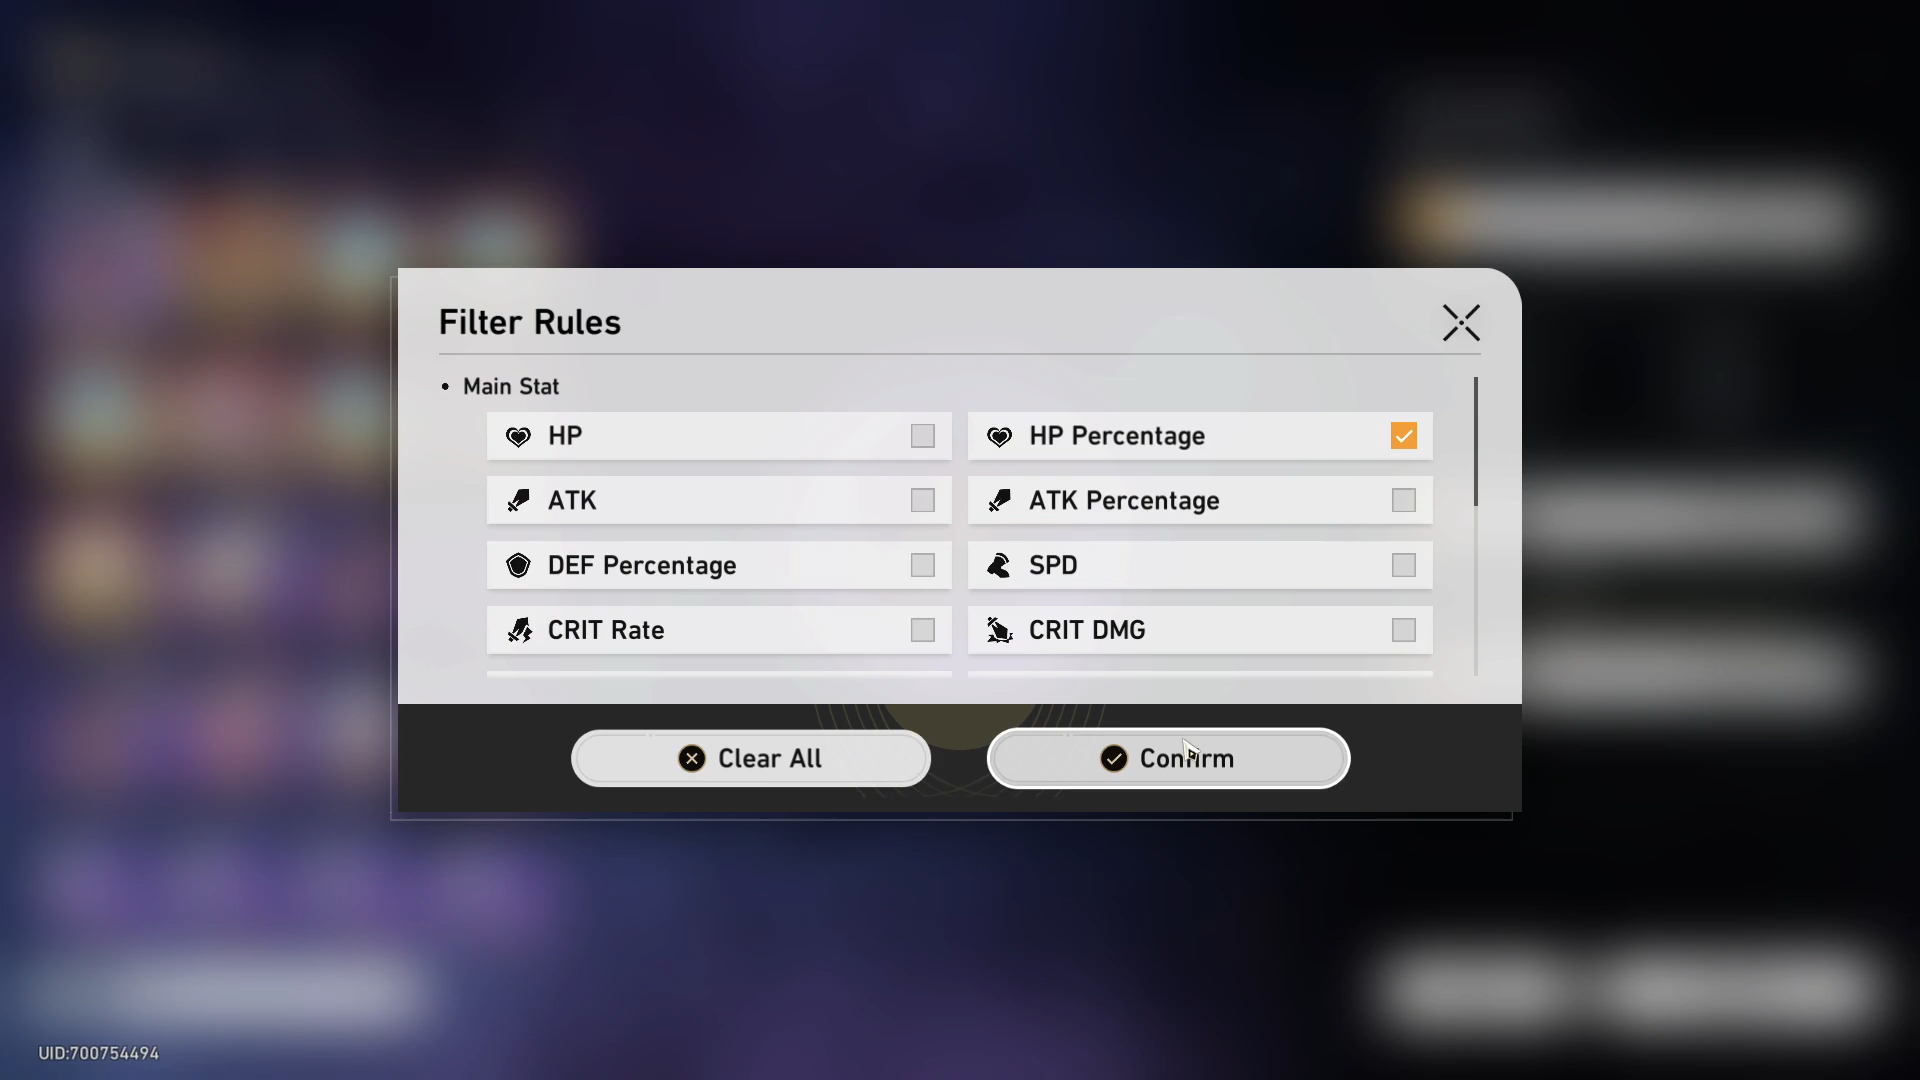 Filter Rules
• Main Stat
HP
HP Percentage
ATK
ATK Percentage
DEF Percentage
SPD
CRIT Rate
CRIT DMG
Clear All
Confirm
UID:700754494